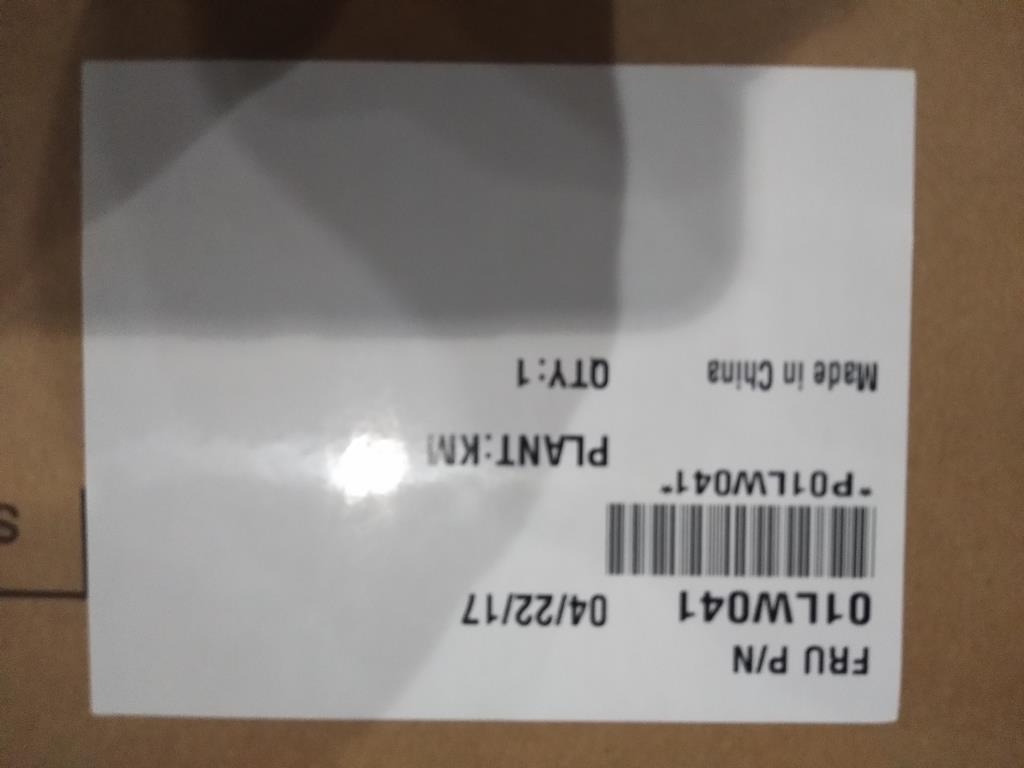 FRU P/N
01LW041 04/22/17
*P01LW041*
PLANT:KM
Made in China QTY:1
S